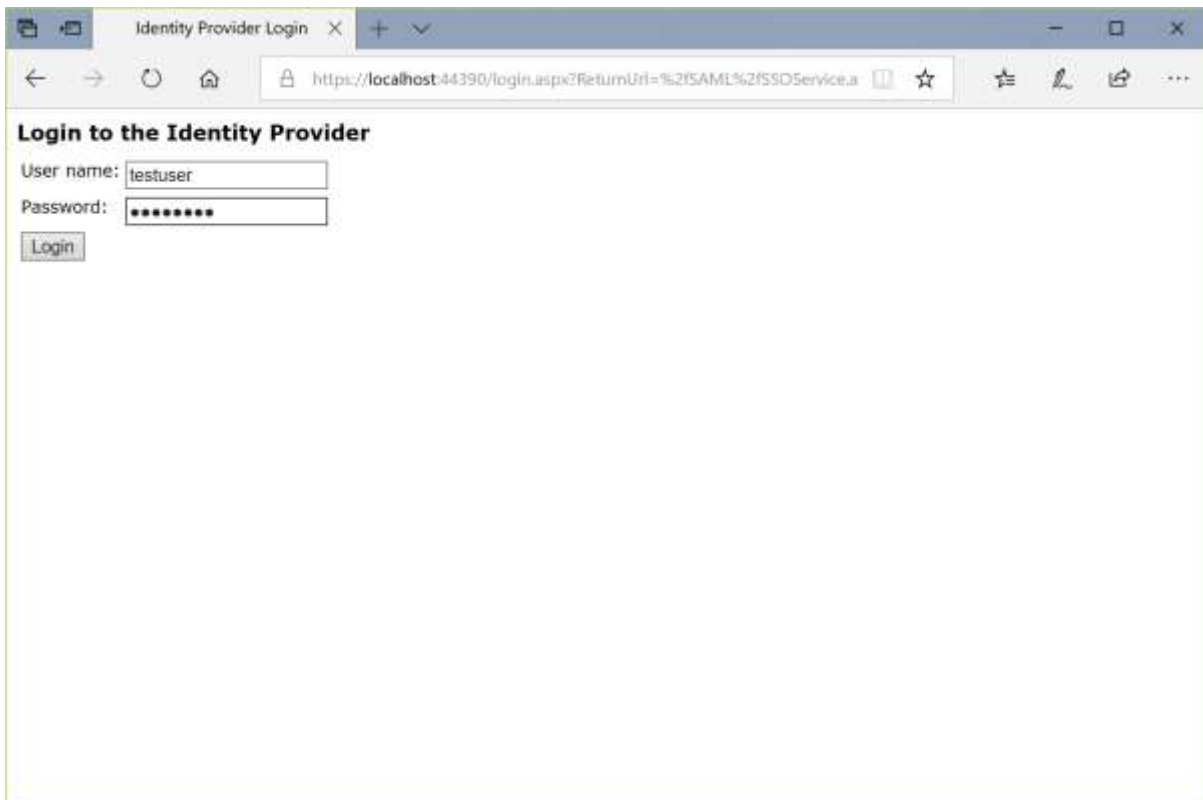 Identity Provider Login
https://localhost:44390/login.aspx?ReturnUrl=%2fSAML%2fSSOService.a
Login to the Identity Provider
User name: testuser
Password: ••••••••
Login